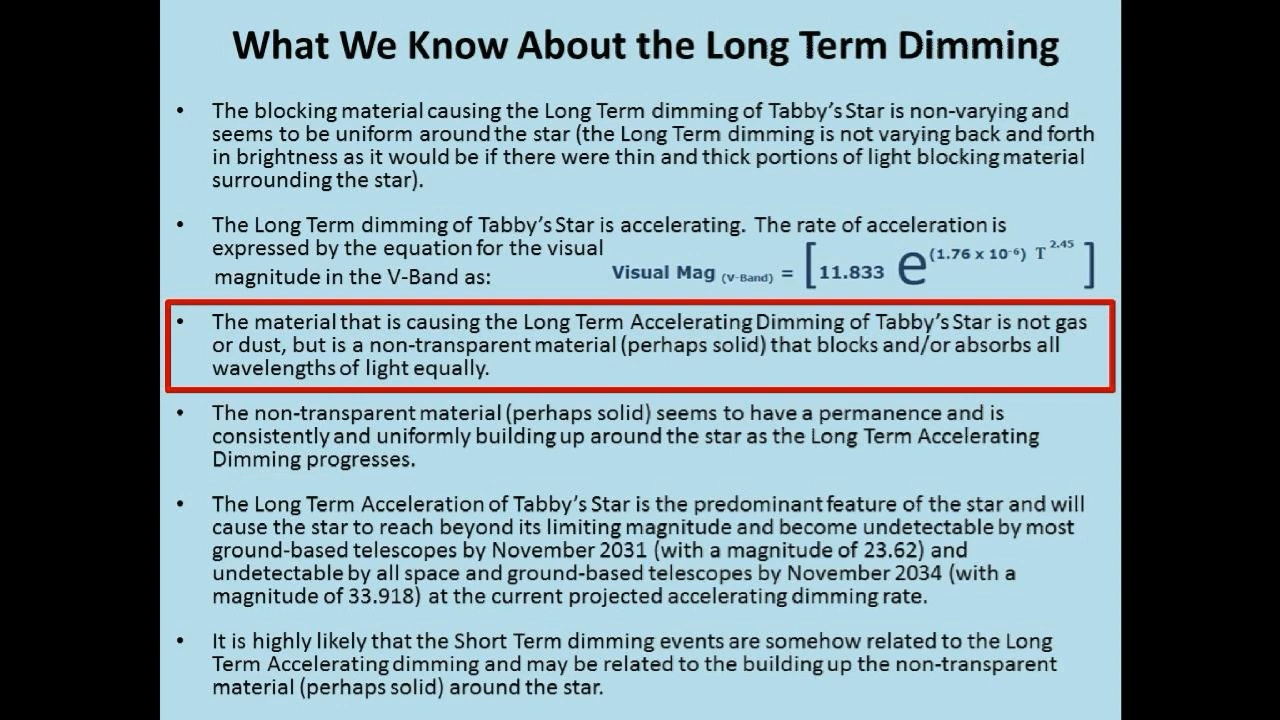 What We Know About the Long Term Dimming
• The blocking material causing the Long Term dimming of Tabby’s Star is non-varying and
seems to be uniform around the star (the Long Term dimming is not varying back and forth
in brightness as it would be if there were thin and thick portions of light blocking material
surrounding the star).
• The Long Term dimming of Tabby’s Star is accelerating. The rate of acceleration is
expressed by the equation for the visual
magnitude in the V-Band as: Visual Mag (V-Band) = [11.833 e^(1.76 x 10^-6) T^2.45]
• The material that is causing the Long Term Accelerating Dimming of Tabby’s Star is not gas
or dust, but is a non-transparent material (perhaps solid) that blocks and/or absorbs all
wavelengths of light equally.
• The non-transparent material (perhaps solid) seems to have a permanence and is
consistently and uniformly building up around the star as the Long Term Accelerating
Dimming progresses.
• The Long Term Acceleration of Tabby’s Star is the predominant feature of the star and will
cause the star to reach beyond its limiting magnitude and become undetectable by most
ground-based telescopes by November 2031 (with a magnitude of 23.62) and
undetectable by all space and ground-based telescopes by November 2034 (with a
magnitude of 33.918) at the current projected accelerating dimming rate.
• It is highly likely that the Short Term dimming events are somehow related to the Long
Term Accelerating dimming and may be related to the building up the non-transparent
material (perhaps solid) around the star.